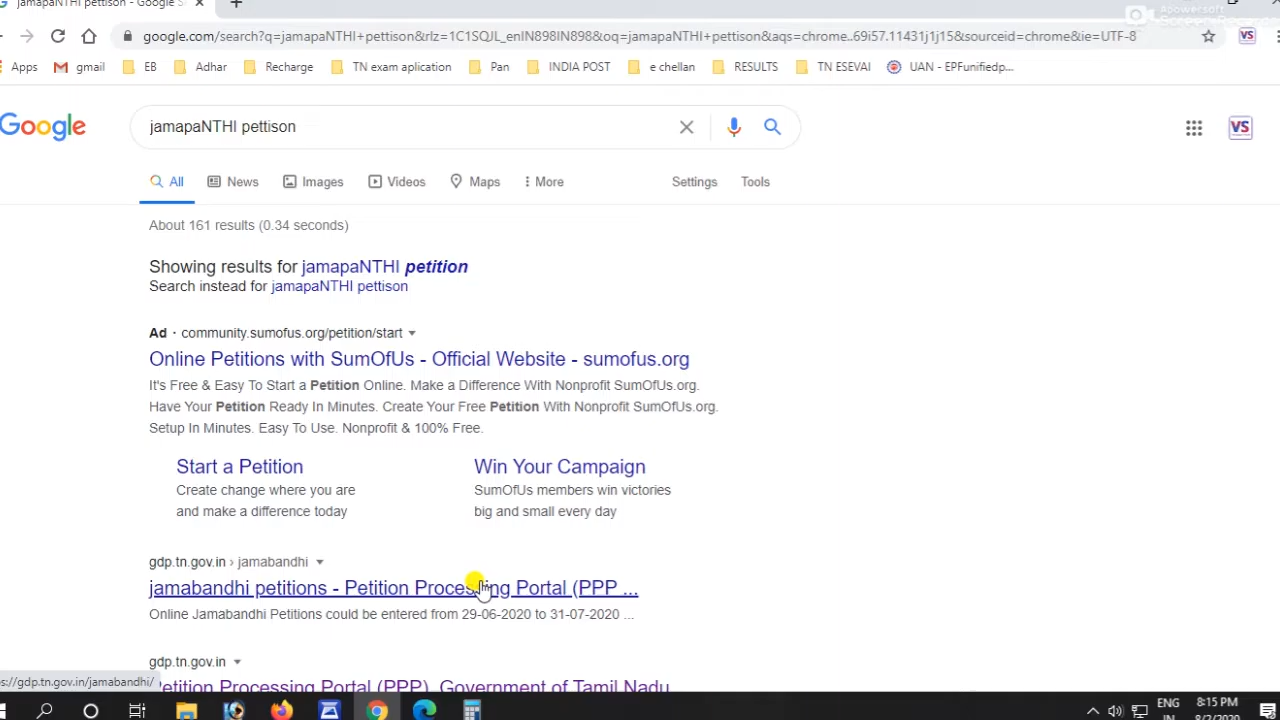 jamapaNTHI pettison - Google S
Apowersoft
Screen Recorder
google.com/search?q=jamapaNTHI+pettison&rlz=1C1SQJL_enIN898IN898&oq=jamapaNTHI+pettison&aqs=chrome..69i57.11431j1j15&sourceid=chrome&ie=UTF-8
Apps gmail EB Adhar Recharge TN exam aplication Pan INDIA POST e chellan RESULTS TN ESEVAI UAN - EPFunifiedp...
Google jamapaNTHI pettison VS
All News Images Videos Maps More Settings Tools
About 161 results (0.34 seconds)
Showing results for jamapaNTHI petition
Search instead for jamapaNTHI pettison
Ad · community.sumofus.org/petition/start
Online Petitions with SumOfUs - Official Website - sumofus.org
It's Free & Easy To Start a Petition Online. Make a Difference With Nonprofit SumOfUs.org.
Have Your Petition Ready In Minutes. Create Your Free Petition With Nonprofit SumOfUs.org.
Setup In Minutes. Easy To Use. Nonprofit & 100% Free.
Start a Petition Win Your Campaign
Create change where you are SumOfUs members win victories
and make a difference today big and small every day
gdp.tn.gov.in › jamabandhi
jamabandhi petitions - Petition Processing Portal (PPP ...
Online Jamabandhi Petitions could be entered from 29-06-2020 to 31-07-2020 ...
gdp.tn.gov.in
s://gdp.tn.gov.in/jamabandhi/
Petition Processing Portal (PPP), Government of Tamil Nadu
ENG 8:15 PM
IN 8/2/2020